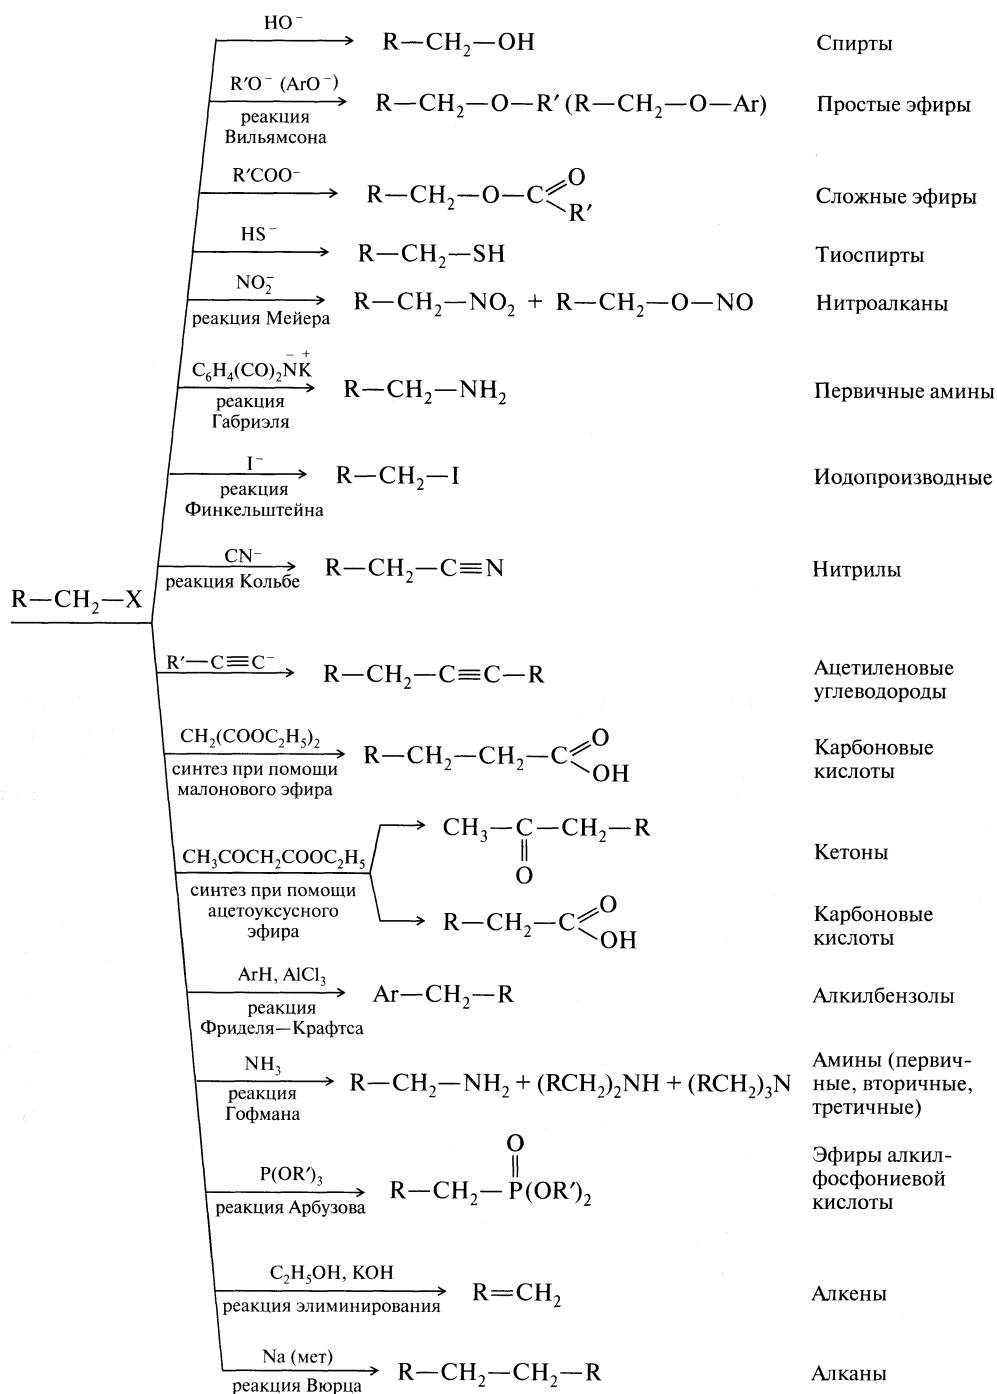 HO⁻
R—CH₂—OH
Спирты
R′O⁻ (ArO⁻)
R—CH₂—O—R′ (R—CH₂—O—Ar)
Простые эфиры
реакция
Вильямсона
R′COO⁻
O
R—CH₂—O—C
R′
Сложные эфиры
HS⁻
R—CH₂—SH
Тиоспирты
NO₂⁻
R—CH₂—NO₂ + R—CH₂—O—NO
Нитроалканы
реакция Мейера
C₆H₄(CO)₂N⁻K⁺
R—CH₂—NH₂
Первичные амины
реакция
Габриэля
I⁻
R—CH₂—I
Иодопроизводные
реакция
Финкельштейна
CN⁻
R—CH₂—C≡N
Нитрилы
реакция Кольбе
R—CH₂—X
R′—C≡C⁻
R—CH₂—C≡C—R
Ацетиленовые
углеводороды
CH₂(COOC₂H₅)₂
O
R—CH₂—CH₂—C
OH
Карбоновые
кислоты
синтез при помощи
малонового эфира
CH₃—C—CH₂—R
O
Кетоны
CH₃COCH₂COOC₂H₅
синтез при помощи
ацетоуксусного
эфира
O
R—CH₂—C
OH
Карбоновые
кислоты
ArH, AlCl₃
Ar—CH₂—R
Алкилбензолы
реакция
Фриделя—Крафтса
NH₃
R—CH₂—NH₂ + (RCH₂)₂NH + (RCH₂)₃N
Амины (первич-
ные, вторичные,
третичные)
реакция
Гофмана
O
P(OR′)₃
R—CH₂—P(OR′)₂
Эфиры алкил-
фосфониевой
кислоты
реакция Арбузова
C₂H₅OH, KOH
R=CH₂
Алкены
реакция элиминирования
Na (мет)
R—CH₂—CH₂—R
Алканы
реакция Вюрца